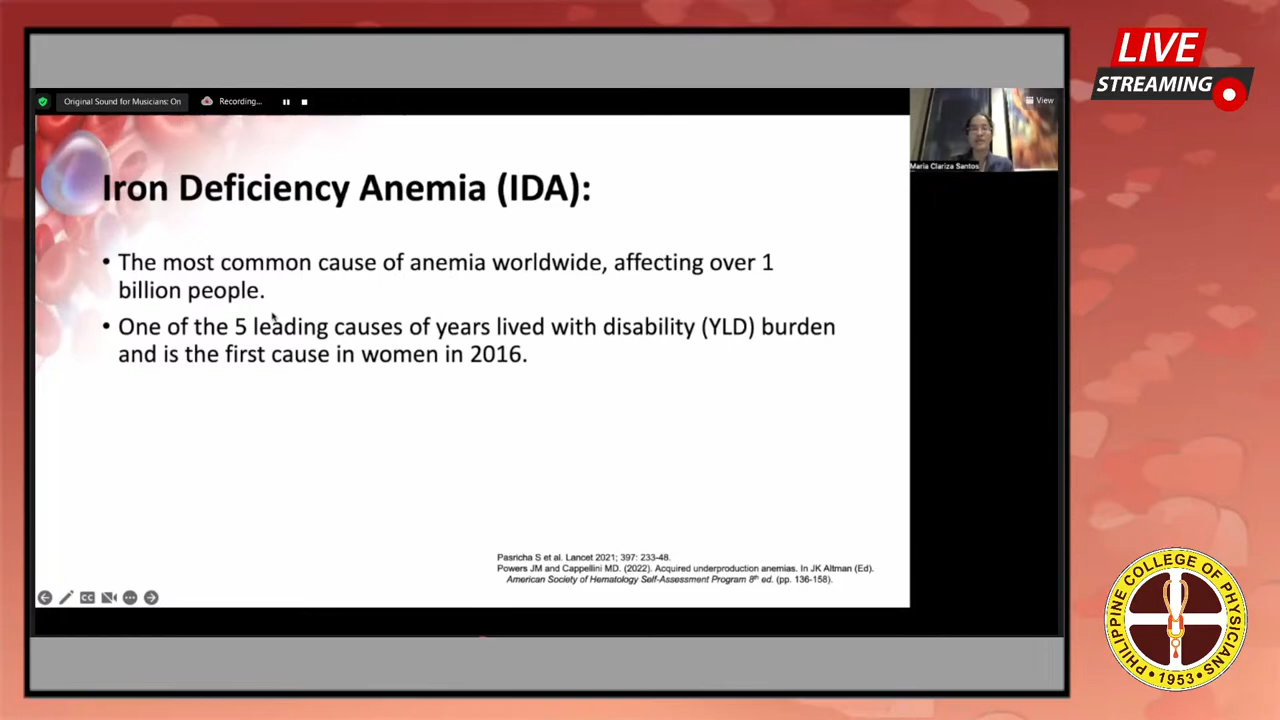 LIVE
STREAMING
Original Sound for Musicians: On
Recording...
View
Maria Clariza Santos
Iron Deficiency Anemia (IDA):
• The most common cause of anemia worldwide, affecting over 1
billion people.
• One of the 5 leading causes of years lived with disability (YLD) burden
and is the first cause in women in 2016.
Pasricha S et al. Lancet 2021; 397: 233-48.
Powers JM and Cappellini MD. (2022). Acquired underproduction anemias. In JK Altman (Ed).
American Society of Hematology Self-Assessment Program 8th ed. (pp. 136-158).
CC
PHILIPPINE COLLEGE OF PHYSICIANS
• 1953 •